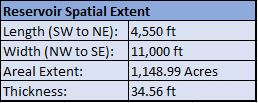 Reservoir Spatial Extent
Length (SW to NE): 4,550 ft
Width (NW to SE): 11,000 ft
Areal Extent: 1,148.99 Acres
Thickness: 34.56 ft